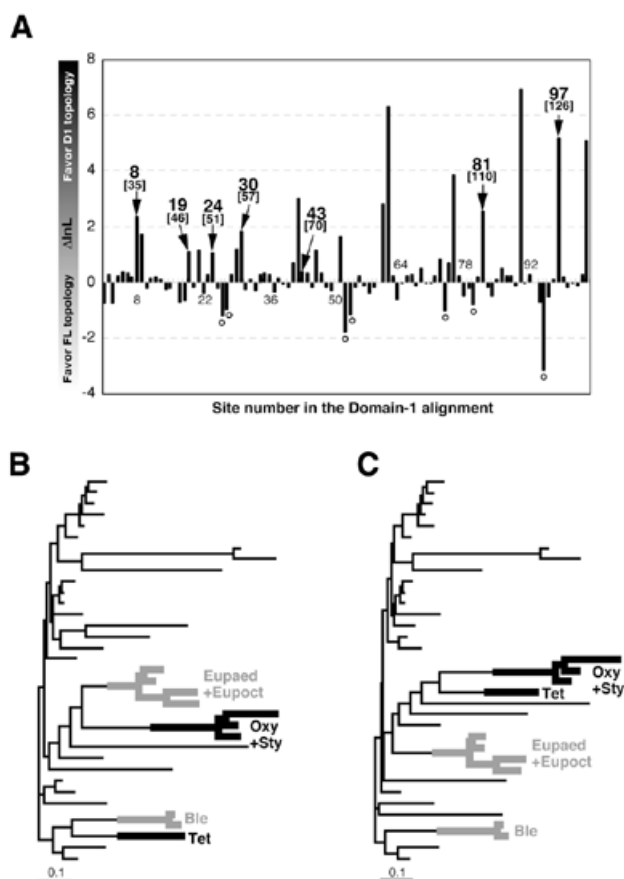 A
Favor D1 topology
ΔlnL
Favor FL topology
8
6
4
2
0
-2
-4
8
[35]
19
[46]
24
[51]
30
[57]
43
[70]
81
[110]
97
[126]
8
22
36
50
64
78
92
Site number in the Domain-1 alignment
B
Eupaed
+Eupoct
Oxy
+Sty
Ble
Tet
0.1
C
Oxy
+Sty
Tet
Eupaed
+Eupoct
Ble
0.1